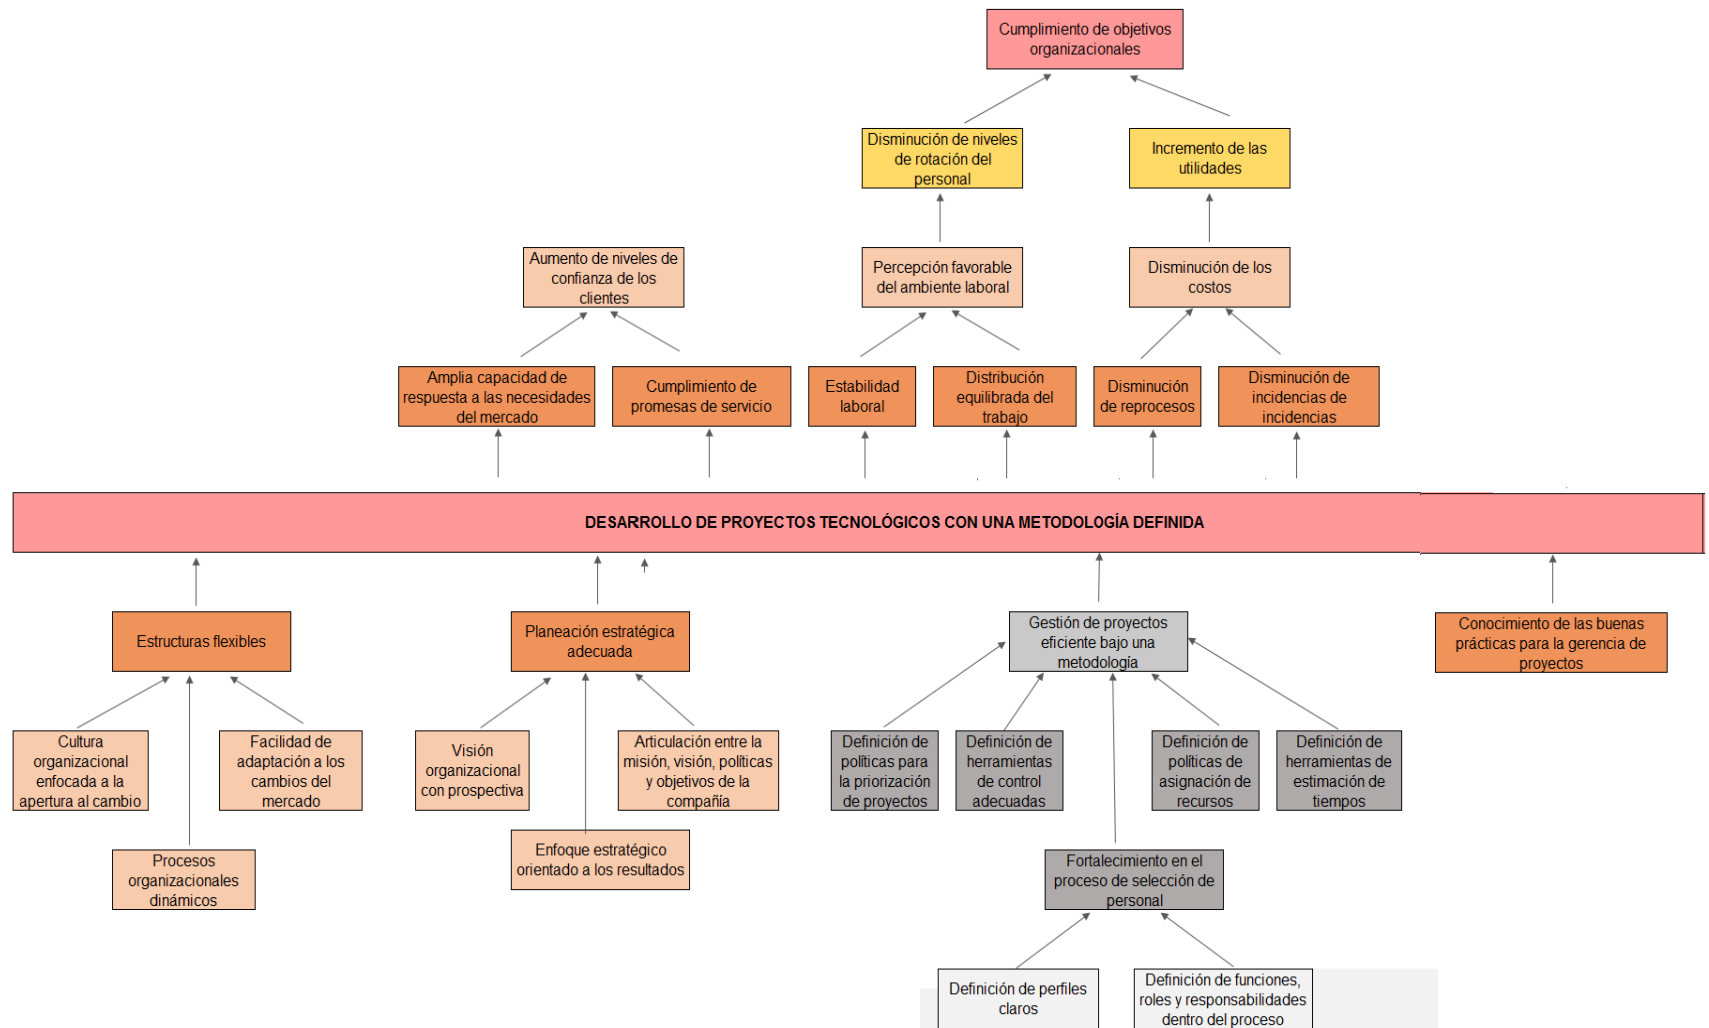 Cumplimiento de objetivos
organizacionales
Disminución de niveles
de rotación del
personal
Incremento de las
utilidades
Aumento de niveles de
confianza de los
clientes
Percepción favorable
del ambiente laboral
Disminución de los
costos
Amplia capacidad de
respuesta a las necesidades
del mercado
Cumplimiento de
promesas de servicio
Estabilidad
laboral
Distribución
equilibrada del
trabajo
Disminución
de reprocesos
Disminución de
incidencias de
incidencias
DESARROLLO DE PROYECTOS TECNOLÓGICOS CON UNA METODOLOGÍA DEFINIDA
Estructuras flexibles
Planeación estratégica
adecuada
Gestión de proyectos
eficiente bajo una
metodología
Conocimiento de las buenas
prácticas para la gerencia de
proyectos
Cultura
organizacional
enfocada a la
apertura al cambio
Facilidad de
adaptación a los
cambios del
mercado
Visión
organizacional
con prospectiva
Articulación entre la
misión, visión, políticas
y objetivos de la
compañía
Definición de
políticas para
la priorización
de proyectos
Definición de
herramientas
de control
adecuadas
Definición de
políticas de
asignación de
recursos
Definición de
herramientas de
estimación de
tiempos
Procesos
organizacionales
dinámicos
Enfoque estratégico
orientado a los resultados
Fortalecimiento en el
proceso de selección de
personal
Definición de perfiles
claros
Definición de funciones,
roles y responsabilidades
dentro del proceso